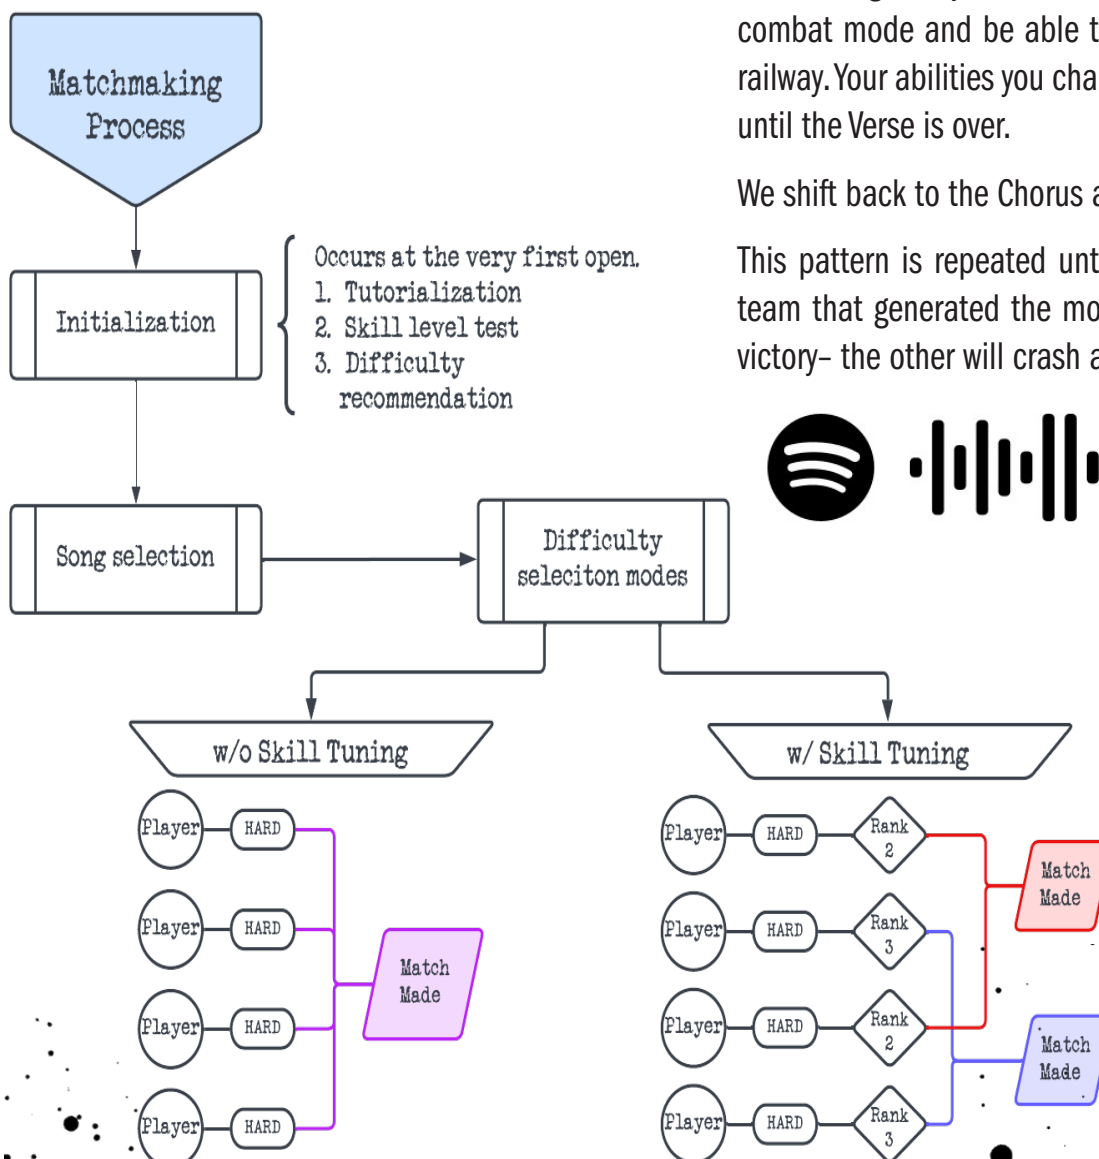 combat mode and be able t
railway. Your abilities you cha
until the Verse is over.
We shift back to the Chorus a
This pattern is repeated unt
team that generated the mo
victory– the other will crash a
Matchmaking
Process
Initialization
Occurs at the very first open.
1. Tutorialization
2. Skill level test
3. Difficulty
recommendation
Song selection
Difficulty
seleciton modes
w/o Skill Tuning
Player HARD
Player HARD
Player HARD
Player HARD
Match
Made
w/ Skill Tuning
Player HARD Rank
2
Player HARD Rank
3
Player HARD Rank
2
Player HARD Rank
3
Match
Made
Match
Made